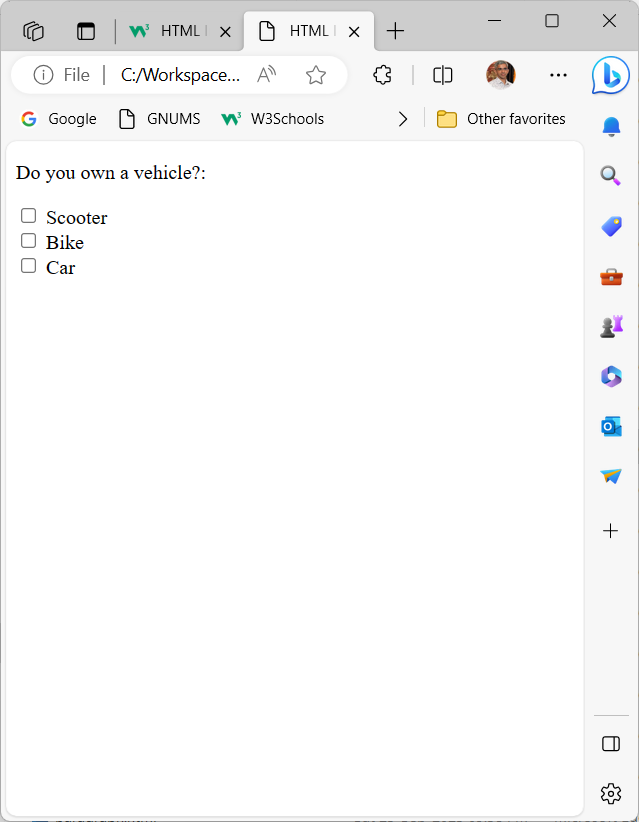 HTML HTML
File C:/Workspace...
Google GNUMS W3Schools Other favorites
Do you own a vehicle?:
Scooter
Bike
Car